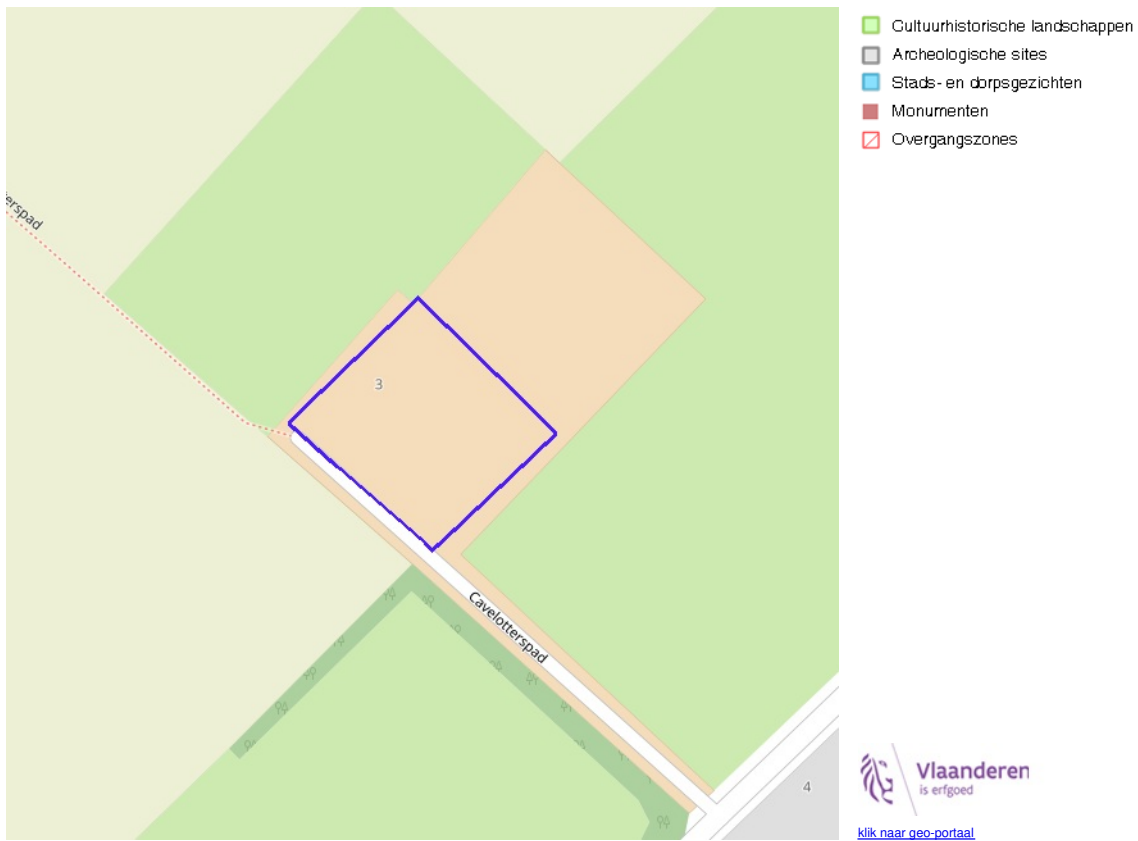 erspad
3
Cavelotterspad
4
Cultuurhistorische landschappen
Archeologische sites
Stads- en dorpsgezichten
Monumenten
Overgangszones
Vlaanderen
is erfgoed
klik naar geo-portaal